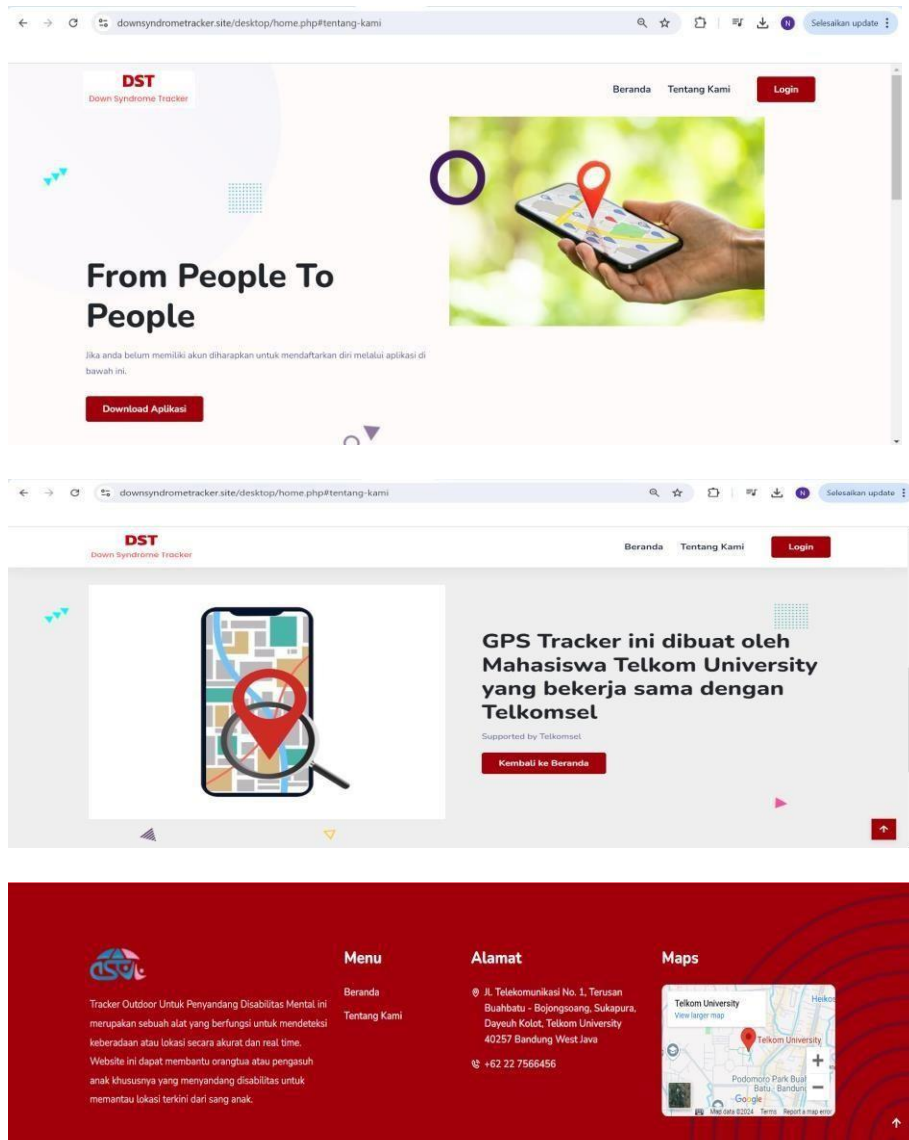 downsyndrometracker.site/desktop/home.php#tentang-kami
N
Selesaikan update
DST
Down Syndrome Tracker
Beranda
Tentang Kami
Login
From People To
People
Jika anda belum memiliki akun diharapkan untuk mendaftarkan diri melalui aplikasi di
bawah ini.
Download Aplikasi
downsyndrometracker.site/desktop/home.php#tentang-kami
N
Selesaikan update
DST
Down Syndrome Tracker
Beranda
Tentang Kami
Login
GPS Tracker ini dibuat oleh
Mahasiswa Telkom University
yang bekerja sama dengan
Telkomsel
Supported by Telkomsel
Kembali ke Beranda
Tracker Outdoor Untuk Penyandang Disabilitas Mental ini
merupakan sebuah alat yang berfungsi untuk mendeteksi
keberadaan atau lokasi secara akurat dan real time.
Website ini dapat membantu orangtua atau pengasuh
anak khususnya yang menyandang disabilitas untuk
memantau lokasi terkini dari sang anak.
Menu
Beranda
Tentang Kami
Alamat
Jl. Telekomunikasi No. 1, Terusan
Buahbatu - Bojongsoang, Sukapura,
Dayeuh Kolot, Telkom University
40257 Bandung West Java
+62 22 7566456
Maps
Telkom University
View larger map
Telkom University
Podomoro Park Buah
Batu, Bandung
Google
Map data ©2024
Terms
Report a map error